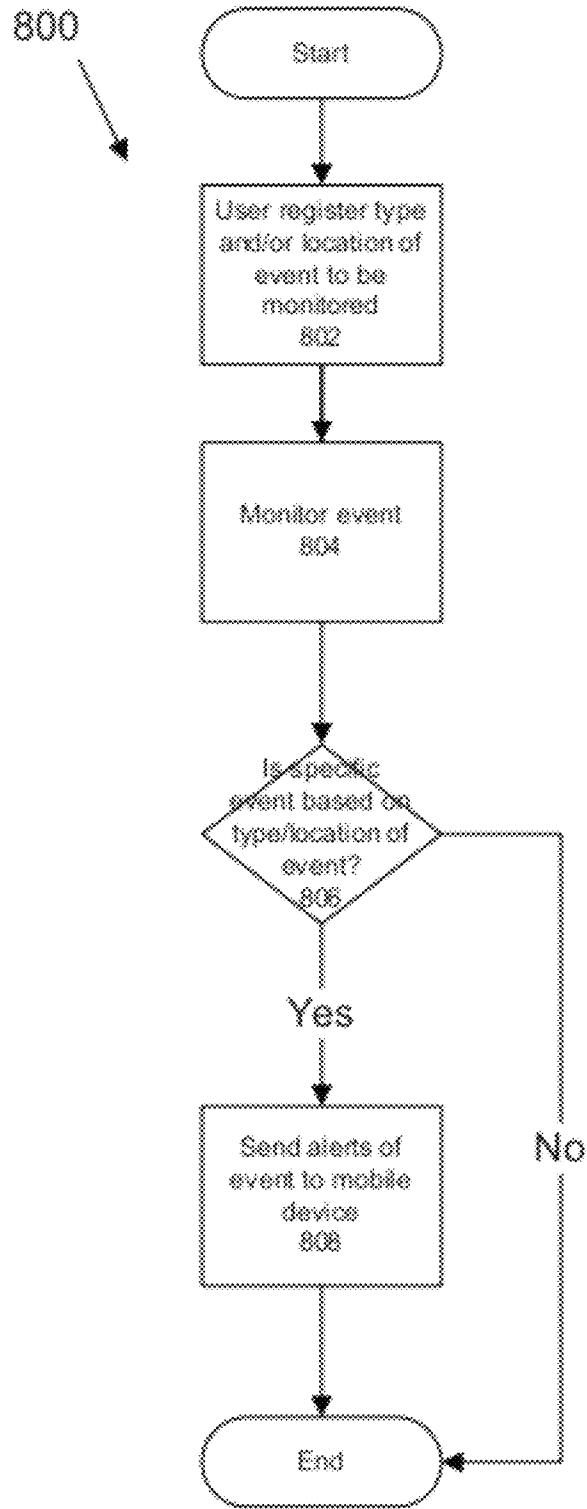 800
Start
User register type
and/or location of
event to be
monitored
802
Monitor event
804
Is specific
event based on
type/location of
event?
806
Yes
No
Send alerts of
event to mobile
device
808
End